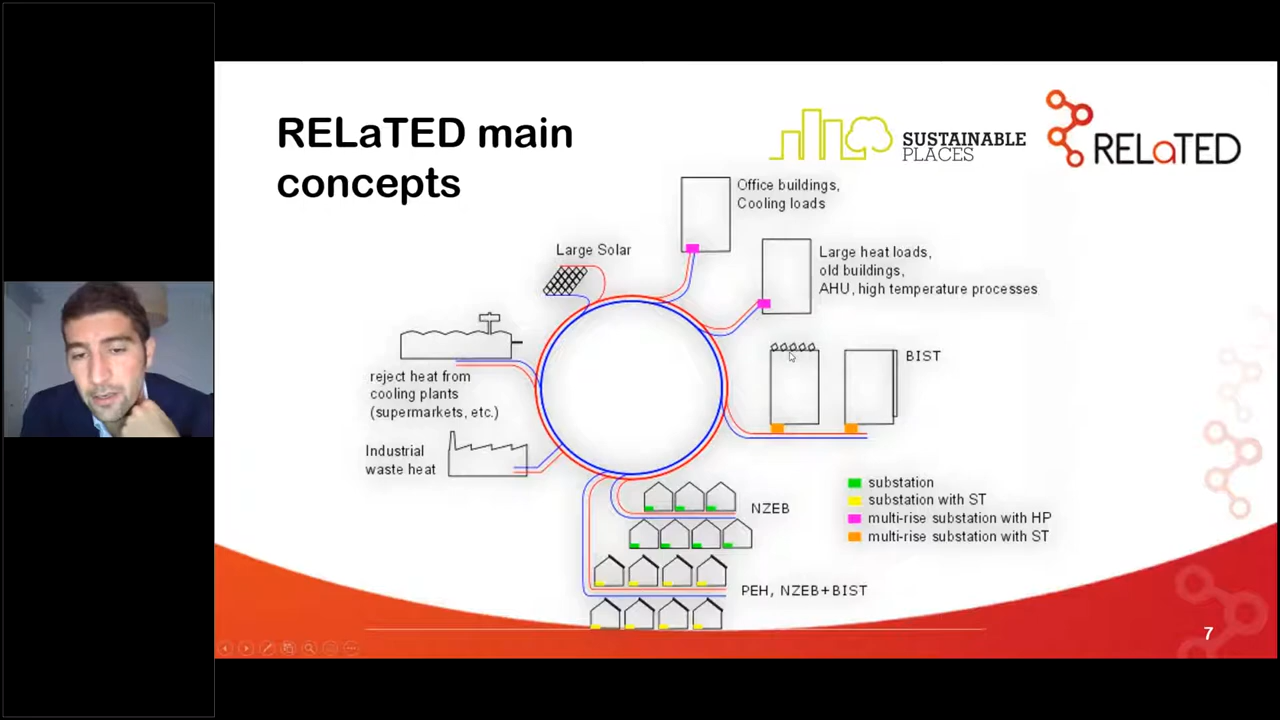 RELaTED main
concepts
SUSTAINABLE
PLACES
RELaTED
Office buildings,
Cooling loads
Large Solar
Large heat loads,
old buildings,
AHU, high temperature processes
BIST
reject heat from
cooling plants
(supermarkets, etc.)
Industrial
waste heat
substation
substation with ST
multi-rise substation with HP
multi-rise substation with ST
NZEB
PEH, NZEB+BIST
7